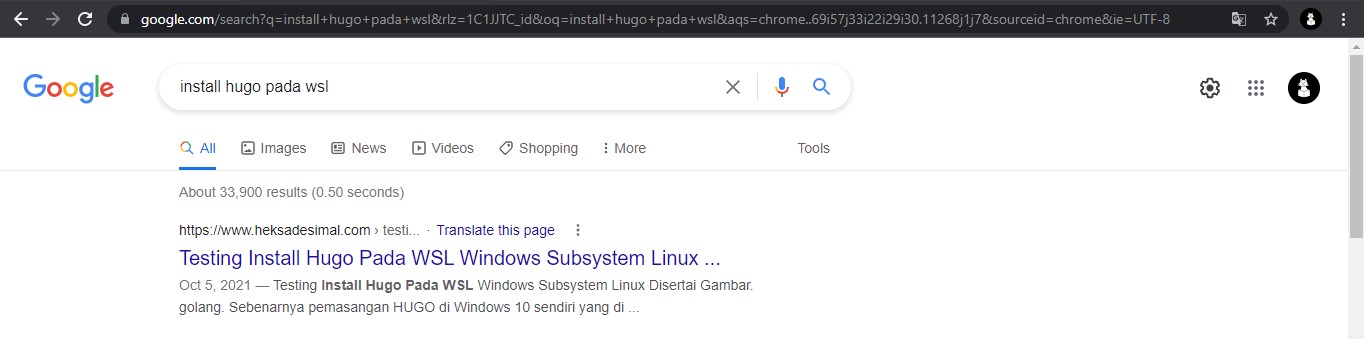 google.com/search?q=install+hugo+pada+wsl&rlz=1C1JJTC_id&oq=install+hugo+pada+wsl&aqs=chrome..69i57j33i22i29i30.11268j1j7&sourceid=chrome&ie=UTF-8
Google
install hugo pada wsl
All Images News Videos Shopping More Tools
About 33,900 results (0.50 seconds)
https://www.heksadesimal.com › testi... · Translate this page
Testing Install Hugo Pada WSL Windows Subsystem Linux ...
Oct 5, 2021 — Testing Install Hugo Pada WSL Windows Subsystem Linux Disertai Gambar.
golang. Sebenarnya pemasangan HUGO di Windows 10 sendiri yang di ...